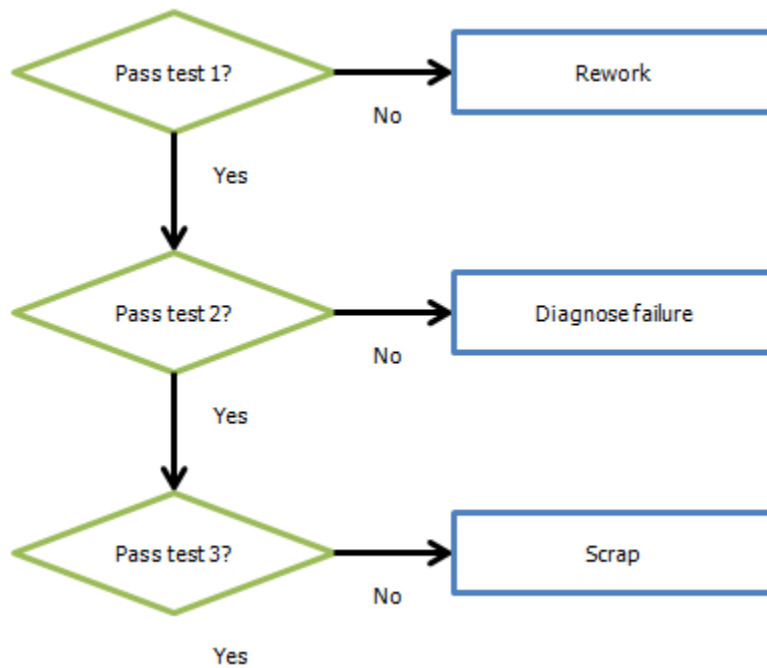 Pass test 1?
Rework
No
Yes
Pass test 2?
Diagnose failure
No
Yes
Pass test 3?
Scrap
No
Yes